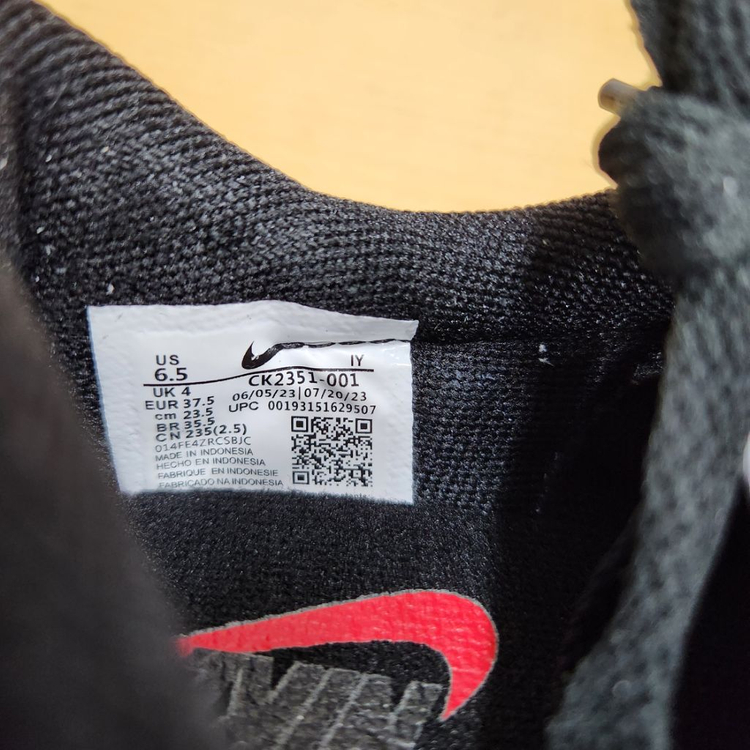 US
6.5
IY
CK2351-001
UK 4
06/05/23|07/20/23
EUR 37.5
UPC 00193151629507
cm 23.5
BR 35.5
CN 235(2.5)
014FE4ZRCSBJC
MADE IN INDONESIA
HECHO EN INDONESIA
FABRIQUE EN INDONESIE
FABRICADO NA INDONESIA